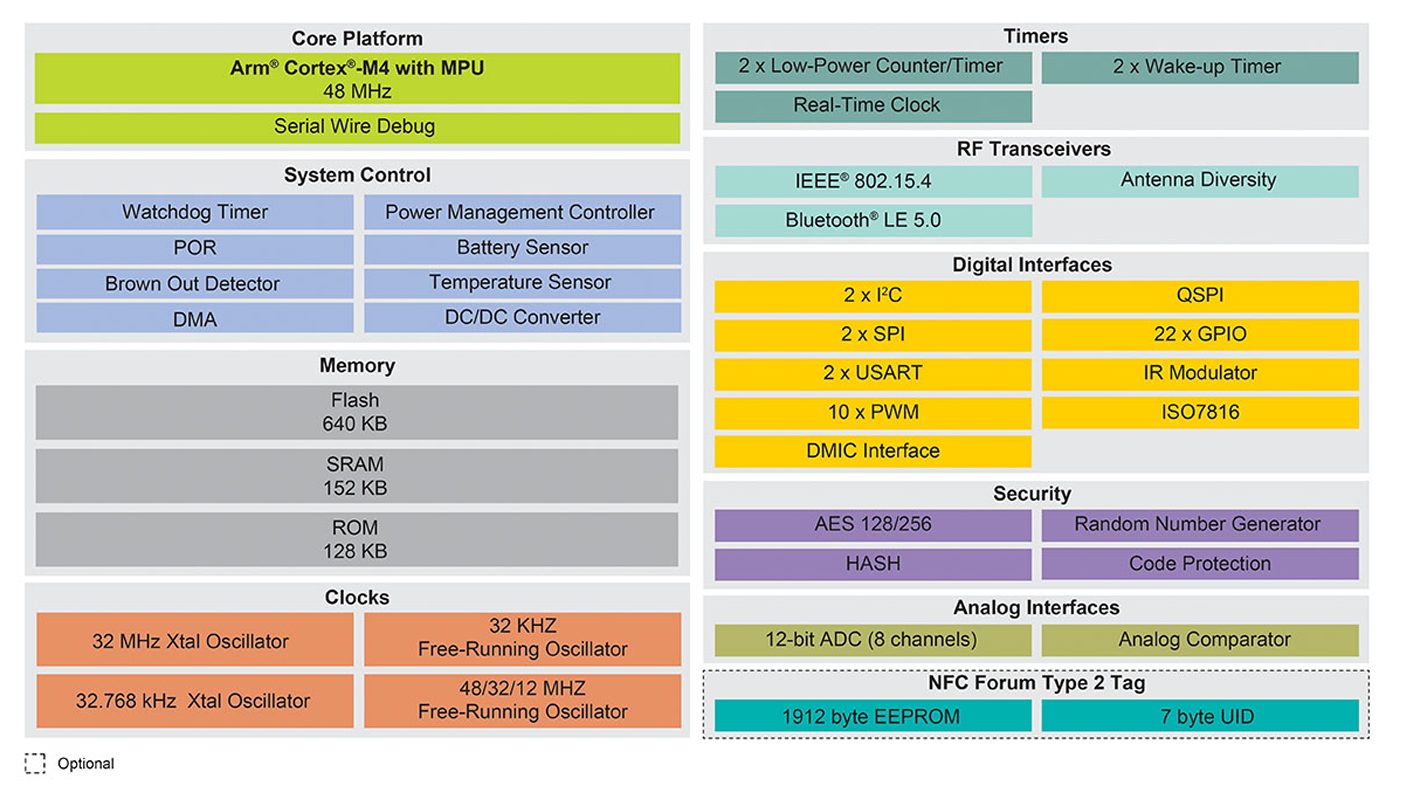 Core Platform
Arm® Cortex®-M4 with MPU
48 MHz
Serial Wire Debug
System Control
Watchdog Timer
Power Management Controller
POR
Battery Sensor
Brown Out Detector
Temperature Sensor
DMA
DC/DC Converter
Memory
Flash
640 KB
SRAM
152 KB
ROM
128 KB
Clocks
32 MHz Xtal Oscillator
32 KHZ
Free-Running Oscillator
32.768 kHz Xtal Oscillator
48/32/12 MHZ
Free-Running Oscillator
Optional
Timers
2 x Low-Power Counter/Timer
2 x Wake-up Timer
Real-Time Clock
RF Transceivers
IEEE® 802.15.4
Antenna Diversity
Bluetooth® LE 5.0
Digital Interfaces
2 x I²C
QSPI
2 x SPI
22 x GPIO
2 x USART
IR Modulator
10 x PWM
ISO7816
DMIC Interface
Security
AES 128/256
Random Number Generator
HASH
Code Protection
Analog Interfaces
12-bit ADC (8 channels)
Analog Comparator
NFC Forum Type 2 Tag
1912 byte EEPROM
7 byte UID